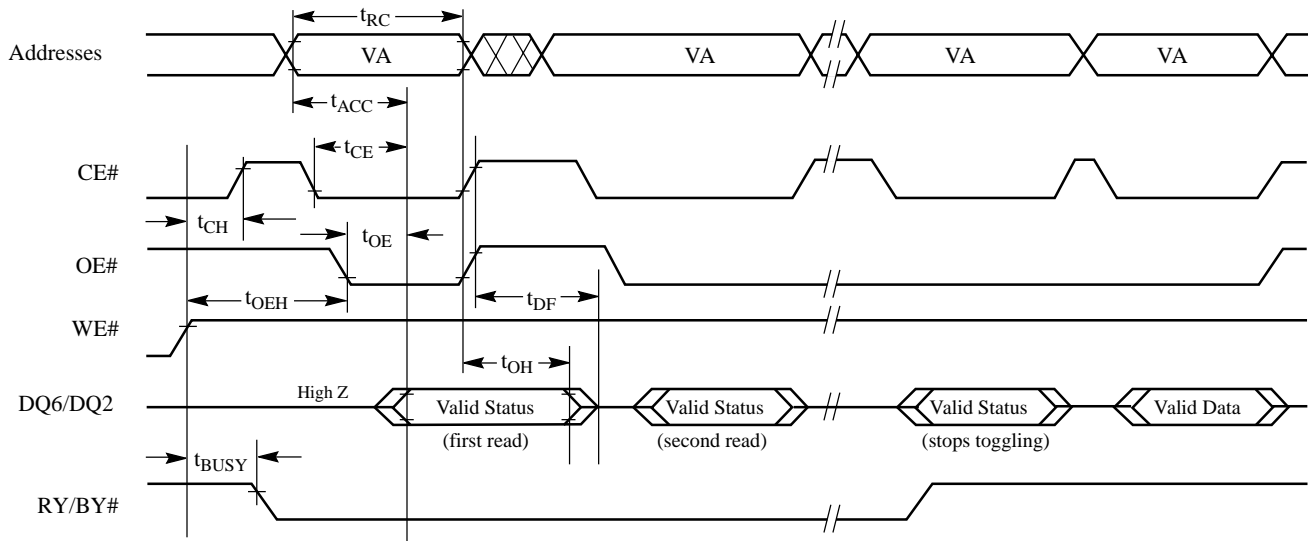 tRC
Addresses VA VA VA VA
tACC
tCE
CE#
tCH tOE
OE#
tOEH tDF
WE#
tOH
High Z
DQ6/DQ2 Valid Status Valid Status Valid Status Valid Data
(first read) (second read) (stops toggling)
tBUSY
RY/BY#